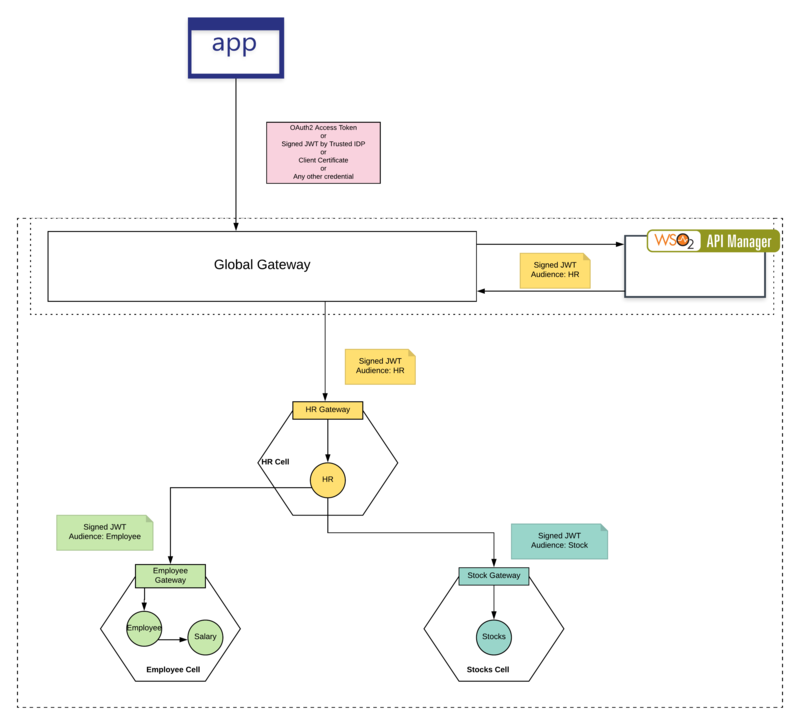 app
OAuth2 Access Token
or
Signed JWT by Trusted IDP
or
Client Certificate
or
Any other credential
Global Gateway
WSO2 API Manager
Signed JWT
Audience: HR
Signed JWT
Audience: HR
HR Gateway
HR Cell
HR
Signed JWT
Audience: Employee
Signed JWT
Audience: Stock
Employee
Gateway
Stock Gateway
Employee
Salary
Stocks
Employee Cell
Stocks Cell